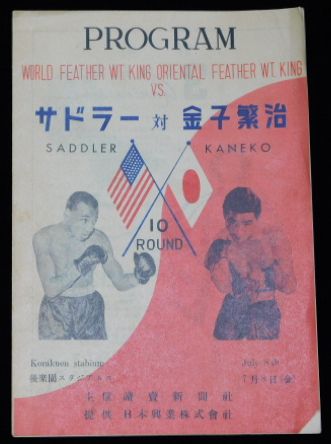 PROGRAM
WORLD FEATHER WT. KING ORIENTAL FEATHER WT. KING
VS.
サドラー 対 金子繁治
SADDLER KANEKO
10
ROUND
Korakuen stadium July 8th
後楽園スタヂアム 7月8日(金)
主催 讀賣新聞社
提供 日本興業株式會社